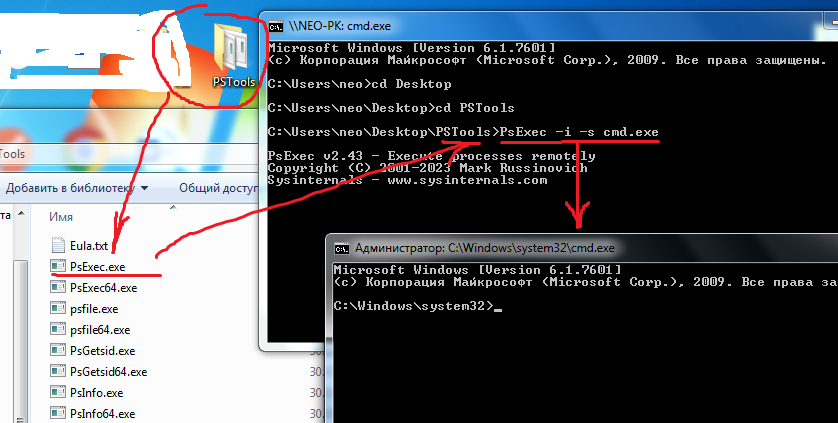 PSTools
\\NEO-PK: cmd.exe
Microsoft Windows [Version 6.1.7601]
(c) Корпорация Майкрософт (Microsoft Corp.), 2009. Все права защищены.
C:\Users\neo>cd Desktop
C:\Users\neo\Desktop>cd PSTools
C:\Users\neo\Desktop\PSTools>PsExec -i -s cmd.exe
PsExec v2.43 - Execute processes remotely
Copyright (C) 2001-2023 Mark Russinovich
Sysinternals - www.sysinternals.com
Tools
Добавить в библиотеку
Общий доступ
Имя
Eula.txt
PsExec.exe
PsExec64.exe
psfile.exe
psfile64.exe
PsGetsid.exe
PsGetsid64.exe
PsInfo.exe
PsInfo64.exe
Администратор: C:\Windows\system32\cmd.exe
Microsoft Windows [Version 6.1.7601]
(c) Корпорация Майкрософт (Microsoft Corp.), 2009. Все права за
C:\Windows\system32>_